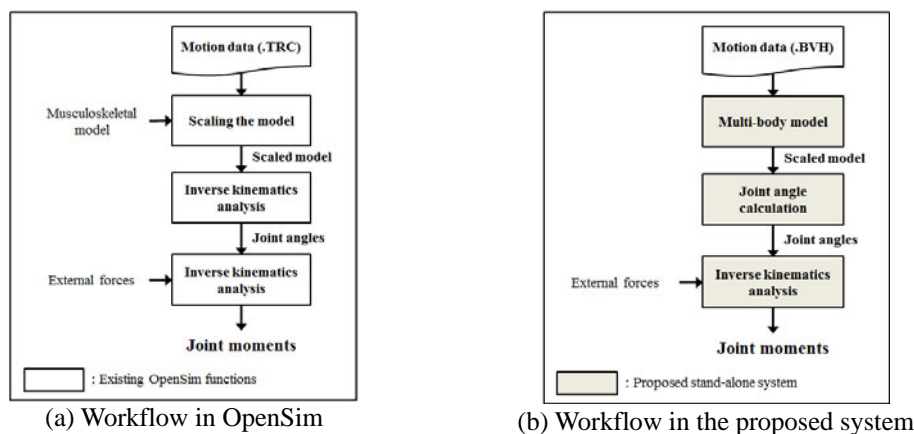 Motion data (.TRC)
Musculoskeletal
model
Scaling the model
Scaled model
Inverse kinematics
analysis
Joint angles
External forces
Inverse kinematics
analysis
Joint moments
: Existing OpenSim functions
(a) Workflow in OpenSim
Motion data (.BVH)
Multi-body model
Scaled model
Joint angle
calculation
Joint angles
External forces
Inverse kinematics
analysis
Joint moments
: Proposed stand-alone system
(b) Workflow in the proposed system